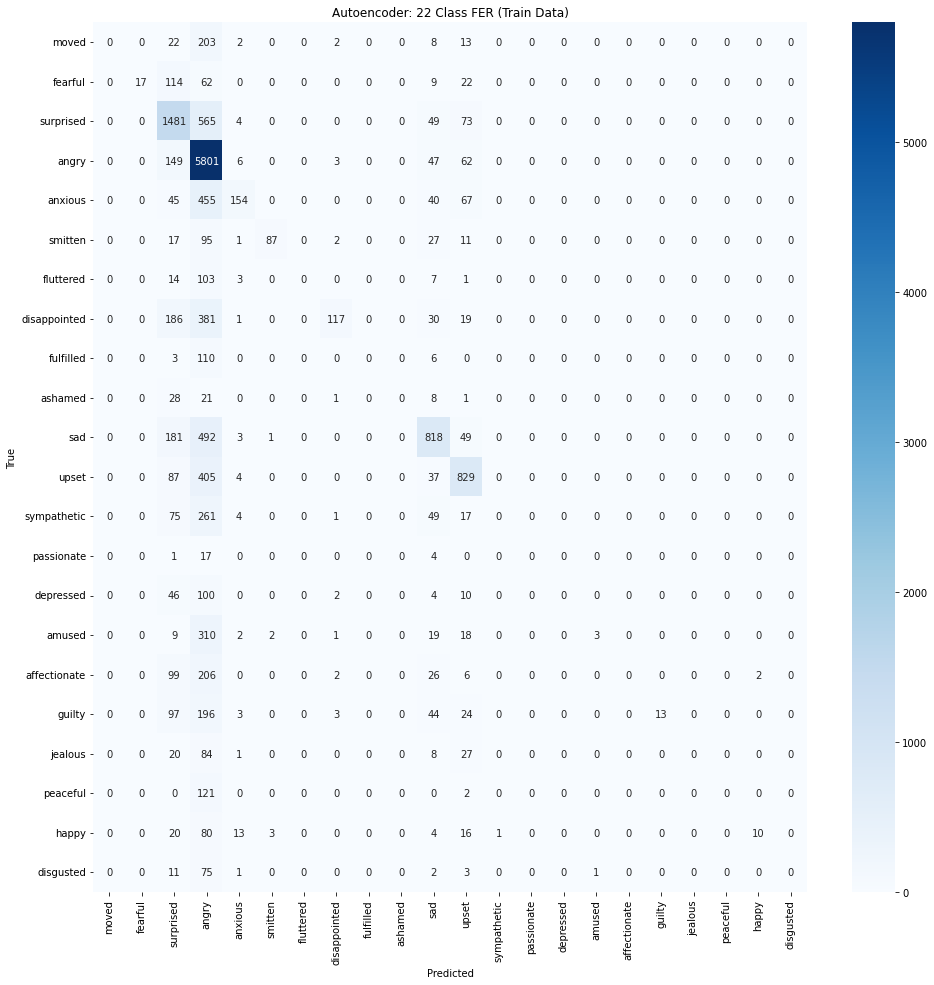 Autoencoder: 22 Class FER (Train Data)
moved 0 0 22 203 2 0 0 2 0 0 8 13 0 0 0 0 0 0 0 0 0 0
fearful 0 17 114 62 0 0 0 0 0 0 9 22 0 0 0 0 0 0 0 0 0 0
surprised 0 0 1481 565 4 0 0 0 0 0 49 73 0 0 0 0 0 0 0 0 0 0
angry 0 0 149 5801 6 0 0 3 0 0 47 62 0 0 0 0 0 0 0 0 0 0
anxious 0 0 45 455 154 0 0 0 0 0 40 67 0 0 0 0 0 0 0 0 0 0
smitten 0 0 17 95 1 87 0 2 0 0 27 11 0 0 0 0 0 0 0 0 0 0
fluttered 0 0 14 103 3 0 0 0 0 0 7 1 0 0 0 0 0 0 0 0 0 0
disappointed 0 0 186 381 1 0 0 117 0 0 30 19 0 0 0 0 0 0 0 0 0 0
fulfilled 0 0 3 110 0 0 0 0 0 0 6 0 0 0 0 0 0 0 0 0 0 0
ashamed 0 0 28 21 0 0 0 1 0 0 8 1 0 0 0 0 0 0 0 0 0 0
sad 0 0 181 492 3 1 0 0 0 0 818 49 0 0 0 0 0 0 0 0 0 0
upset 0 0 87 405 4 0 0 0 0 0 37 829 0 0 0 0 0 0 0 0 0 0
sympathetic 0 0 75 261 4 0 0 1 0 0 49 17 0 0 0 0 0 0 0 0 0 0
passionate 0 0 1 17 0 0 0 0 0 0 4 0 0 0 0 0 0 0 0 0 0 0
depressed 0 0 46 100 0 0 0 2 0 0 4 10 0 0 0 0 0 0 0 0 0 0
amused 0 0 9 310 2 2 0 1 0 0 19 18 0 0 0 3 0 0 0 0 0 0
affectionate 0 0 99 206 0 0 0 2 0 0 26 6 0 0 0 0 0 0 0 0 2 0
guilty 0 0 97 196 3 0 0 3 0 0 44 24 0 0 0 0 0 13 0 0 0 0
jealous 0 0 20 84 1 0 0 0 0 0 8 27 0 0 0 0 0 0 0 0 0 0
peaceful 0 0 0 121 0 0 0 0 0 0 0 2 0 0 0 0 0 0 0 0 0 0
happy 0 0 20 80 13 3 0 0 0 0 4 16 1 0 0 0 0 0 0 0 10 0
disgusted 0 0 11 75 1 0 0 0 0 0 2 3 0 0 0 1 0 0 0 0 0 0
True
moved
fearful
surprised
angry
anxious
smitten
fluttered
disappointed
fulfilled
ashamed
sad
upset
sympathetic
passionate
depressed
amused
affectionate
guilty
jealous
peaceful
happy
disgusted
Predicted
5000
4000
3000
2000
1000
0